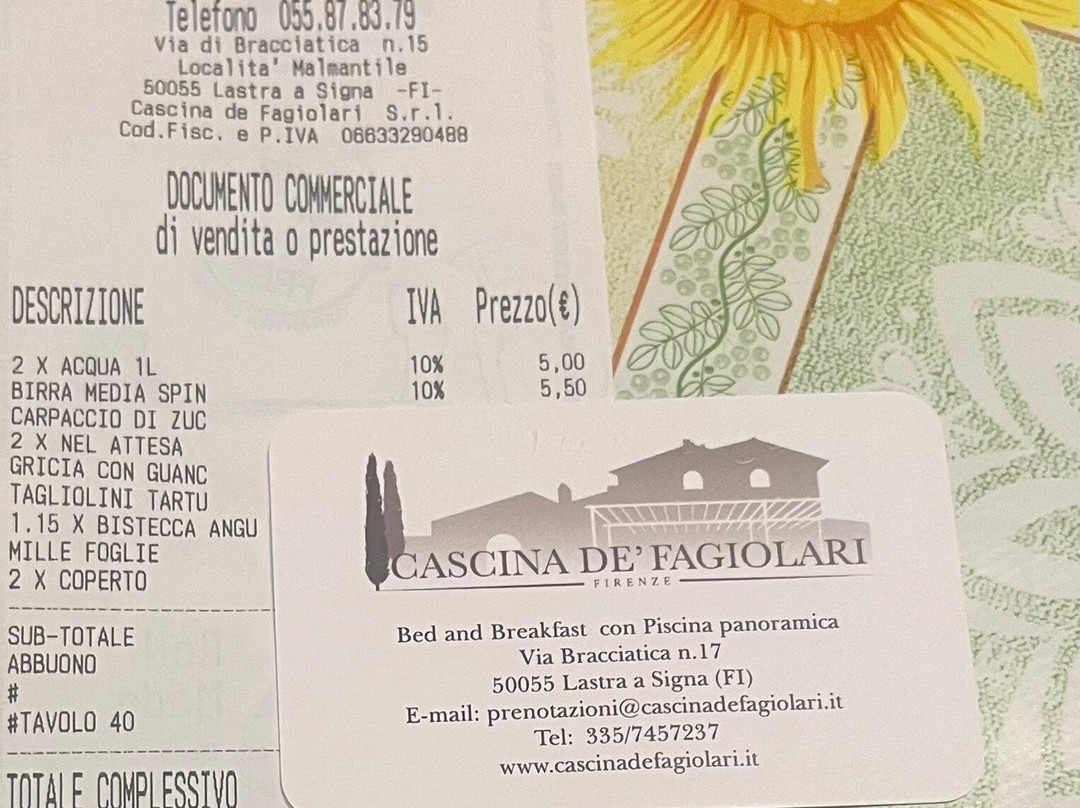 Telefono 055.87.83.79
Via di Bracciatica n.15
Localita' Malmantile
50055 Lastra a Signa -FI-
Cascina de Fagiolari S.r.l.
Cod.Fisc. e P.IVA 06633290488
DOCUMENTO COMMERCIALE
di vendita o prestazione
DESCRIZIONE IVA Prezzo(€)
2 X ACQUA 1L 10% 5,00
BIRRA MEDIA SPIN 10% 5,50
CARPACCIO DI ZUC
2 X NEL ATTESA
GRICIA CON GUANC
TAGLIOLINI TARTU
1.15 X BISTECCA ANGU
MILLE FOGLIE
2 X COPERTO
SUB-TOTALE
ABBUONO
#
#TAVOLO 40
TOTALE COMPLESSIVO
CASCINA DE' FAGIOLARI
FIRENZE
Bed and Breakfast con Piscina panoramica
Via Bracciatica n.17
50055 Lastra a Signa (FI)
E-mail: prenotazioni@cascinadefagiolari.it
Tel: 335/7457237
www.cascinadefagiolari.it